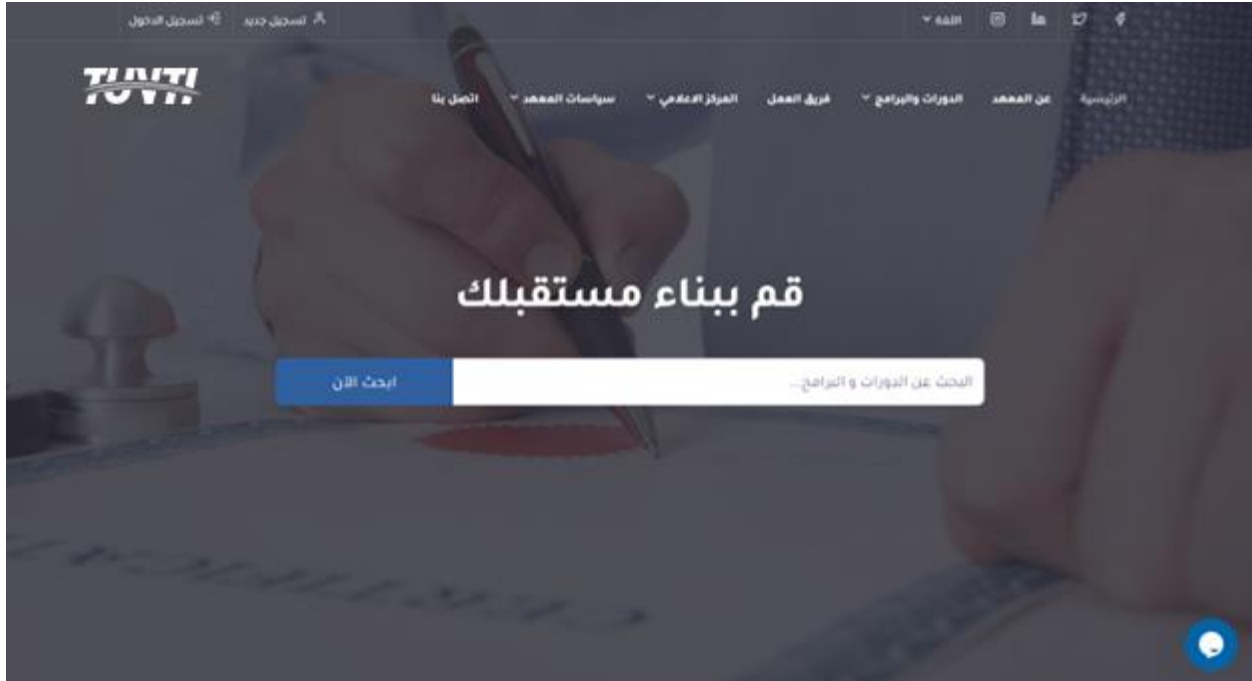 اللغة
تسجيل جديد
تسجيل الدخول
TUVTI
الرئيسية
عن المعهد
الدورات والبرامج
فريق العمل
المركز الاعلامي
سياسات المعهد
اتصل بنا
قم ببناء مستقبلك
البحث عن الدورات و البرامج...
ابحث الآن